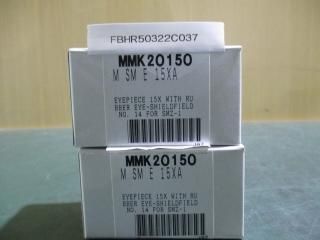 FBHR50322C037
MMK20150
M SM E 15XA
EYEPIECE 15X WITH RU
BBER EYE-SHIELDFIELD
NO. 14 FOR SMZ-1
MMK20150
M SM E 15XA
EYEPIECE 15X WITH RU
BBER EYE-SHIELDFIELD
NO. 14 FOR SMZ-1